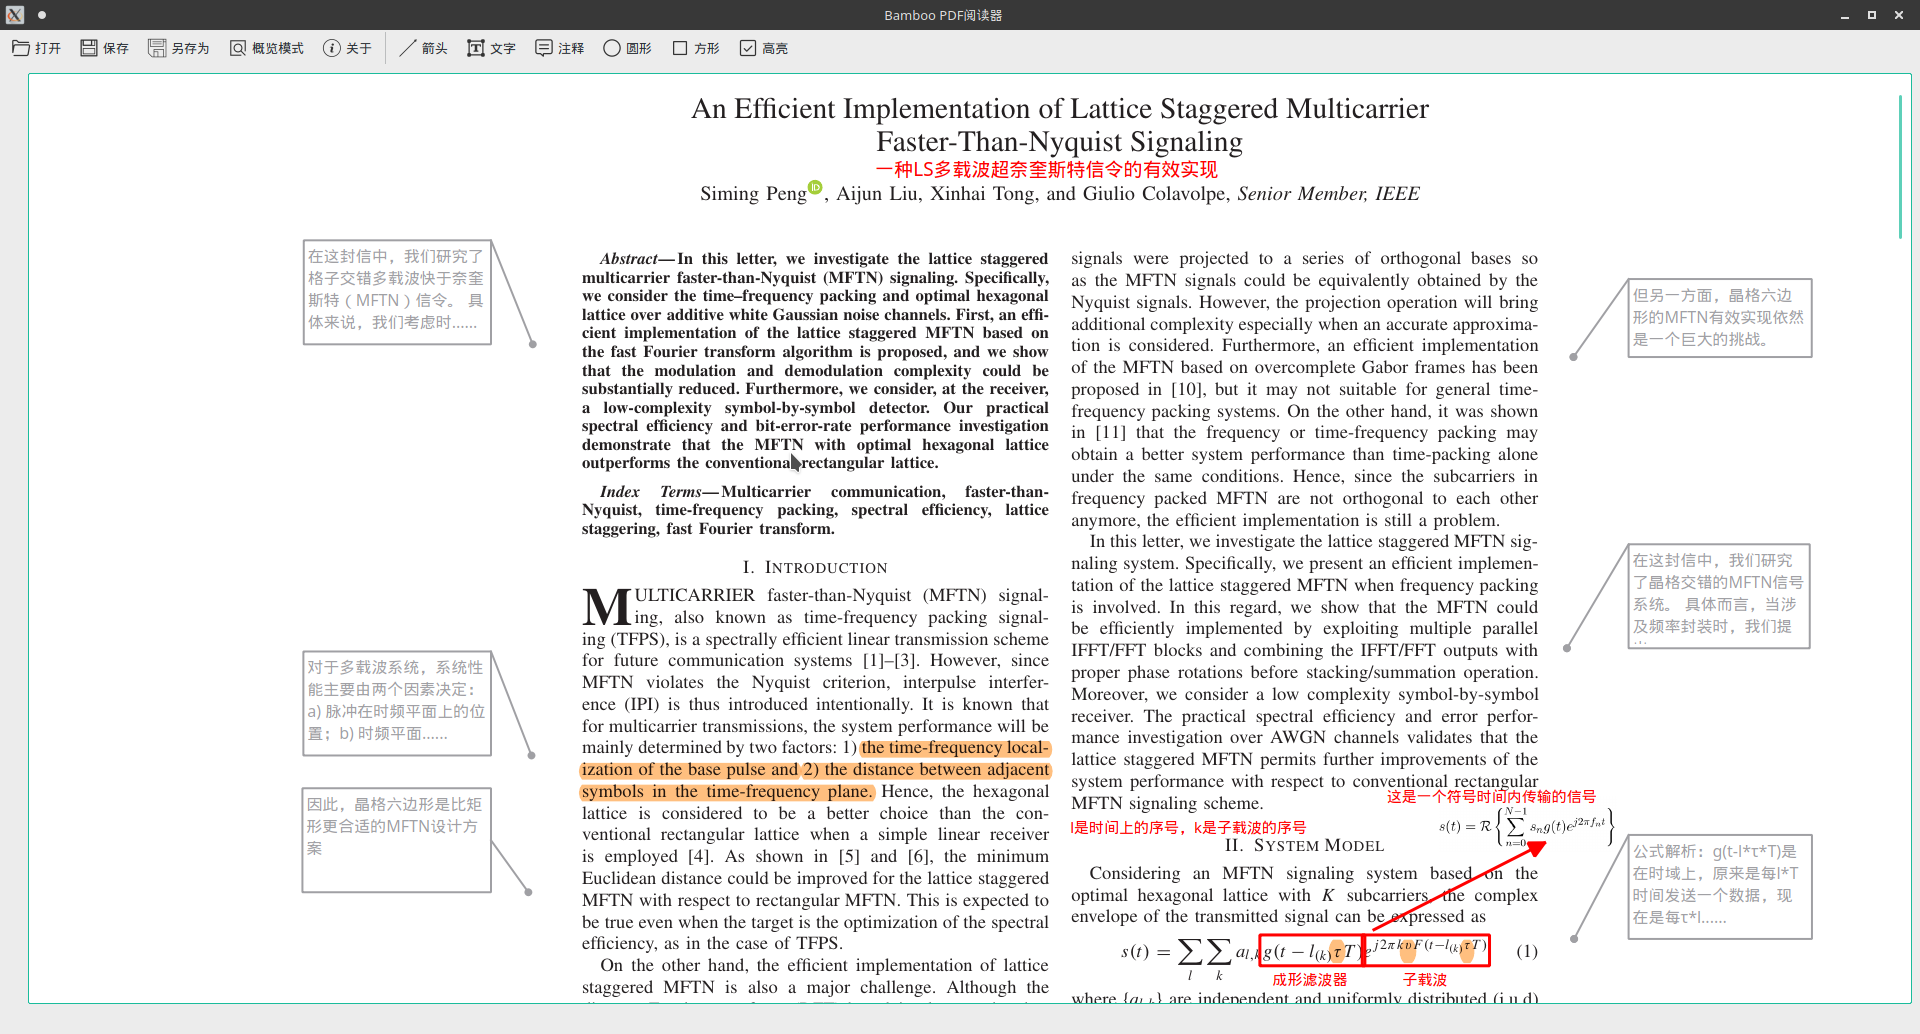 Bamboo PDF阅读器
打开 保存 另存为 概览模式 关于 箭头 文字 注释 圆形 方形 高亮
An Efficient Implementation of Lattice Staggered Multicarrier
Faster-Than-Nyquist Signaling
一种LS多载波超奈奎斯特信令的有效实现
Siming Peng, Aijun Liu, Xinhai Tong, and Giulio Colavolpe, Senior Member, IEEE
在这封信中，我们研究了
格子交错多载波快于奈奎
斯特（MFTN）信令。 具
体来说，我们考虑时......
对于多载波系统，系统性
能主要由两个因素决定：
a) 脉冲在时频平面上的位
置；b) 时频平面......
因此，晶格六边形是比矩
形更合适的MFTN设计方
案
Abstract—In this letter, we investigate the lattice staggered
multicarrier faster-than-Nyquist (MFTN) signaling. Specifically,
we consider the time–frequency packing and optimal hexagonal
lattice over additive white Gaussian noise channels. First, an effi-
cient implementation of the lattice staggered MFTN based on
the fast Fourier transform algorithm is proposed, and we show
that the modulation and demodulation complexity could be
substantially reduced. Furthermore, we consider, at the receiver,
a low-complexity symbol-by-symbol detector. Our practical
spectral efficiency and bit-error-rate performance investigation
demonstrate that the MFTN with optimal hexagonal lattice
outperforms the conventional rectangular lattice.
Index Terms—Multicarrier communication, faster-than-
Nyquist, time-frequency packing, spectral efficiency, lattice
staggering, fast Fourier transform.
I. INTRODUCTION
MULTICARRIER faster-than-Nyquist (MFTN) signal-
ing, also known as time-frequency packing signal-
ing (TFPS), is a spectrally efficient linear transmission scheme
for future communication systems [1]–[3]. However, since
MFTN violates the Nyquist criterion, interpulse interfer-
ence (IPI) is thus introduced intentionally. It is known that
for multicarrier transmissions, the system performance will be
mainly determined by two factors: 1) the time-frequency local-
ization of the base pulse and 2) the distance between adjacent
symbols in the time-frequency plane. Hence, the hexagonal
lattice is considered to be a better choice than the con-
ventional rectangular lattice when a simple linear receiver
is employed [4]. As shown in [5] and [6], the minimum
Euclidean distance could be improved for the lattice staggered
MFTN with respect to rectangular MFTN. This is expected to
be true even when the target is the optimization of the spectral
efficiency, as in the case of TFPS.
On the other hand, the efficient implementation of lattice
staggered MFTN is also a major challenge. Although the
signals were projected to a series of orthogonal bases so
as the MFTN signals could be equivalently obtained by the
Nyquist signals. However, the projection operation will bring
additional complexity especially when an accurate approxima-
tion is considered. Furthermore, an efficient implementation
of the MFTN based on overcomplete Gabor frames has been
proposed in [10], but it may not suitable for general time-
frequency packing systems. On the other hand, it was shown
in [11] that the frequency or time-frequency packing may
obtain a better system performance than time-packing alone
under the same conditions. Hence, since the subcarriers in
frequency packed MFTN are not orthogonal to each other
anymore, the efficient implementation is still a problem.
In this letter, we investigate the lattice staggered MFTN sig-
naling system. Specifically, we present an efficient implemen-
tation of the lattice staggered MFTN when frequency packing
is involved. In this regard, we show that the MFTN could
be efficiently implemented by exploiting multiple parallel
IFFT/FFT blocks and combining the IFFT/FFT outputs with
proper phase rotations before stacking/summation operation.
Moreover, we consider a low complexity symbol-by-symbol
receiver. The practical spectral efficiency and error perfor-
mance investigation over AWGN channels validates that the
lattice staggered MFTN permits further improvements of the
system performance with respect to conventional rectangular
MFTN signaling scheme.
这是一个符号时间内传输的信号
l是时间上的序号，k是子载波的序号
s(t) = R{∑_{n=0}^{N−1} s_n g(t)e^{j2πf_n t}}
II. SYSTEM MODEL
Considering an MFTN signaling system based on the
optimal hexagonal lattice with K subcarriers, the complex
envelope of the transmitted signal can be expressed as
s(t) = ∑_l ∑_k a_{l,k} g(t − l_{(k)}τT) e^{j2πkυF(t−l_{(k)}τT)} (1)
成形滤波器 子载波
where {a_{l,k}} are independent and uniformly distributed (i.u.d)
但另一方面，晶格六边
形的MFTN有效实现依然
是一个巨大的挑战。
在这封信中，我们研究
了晶格交错的MFTN信号
系统。 具体而言，当涉
及频率封装时，我们提
公式解析：g(t-l*τ*T)是
在时域上，原来是每l*T
时间发送一个数据，现
在是每τ*l......